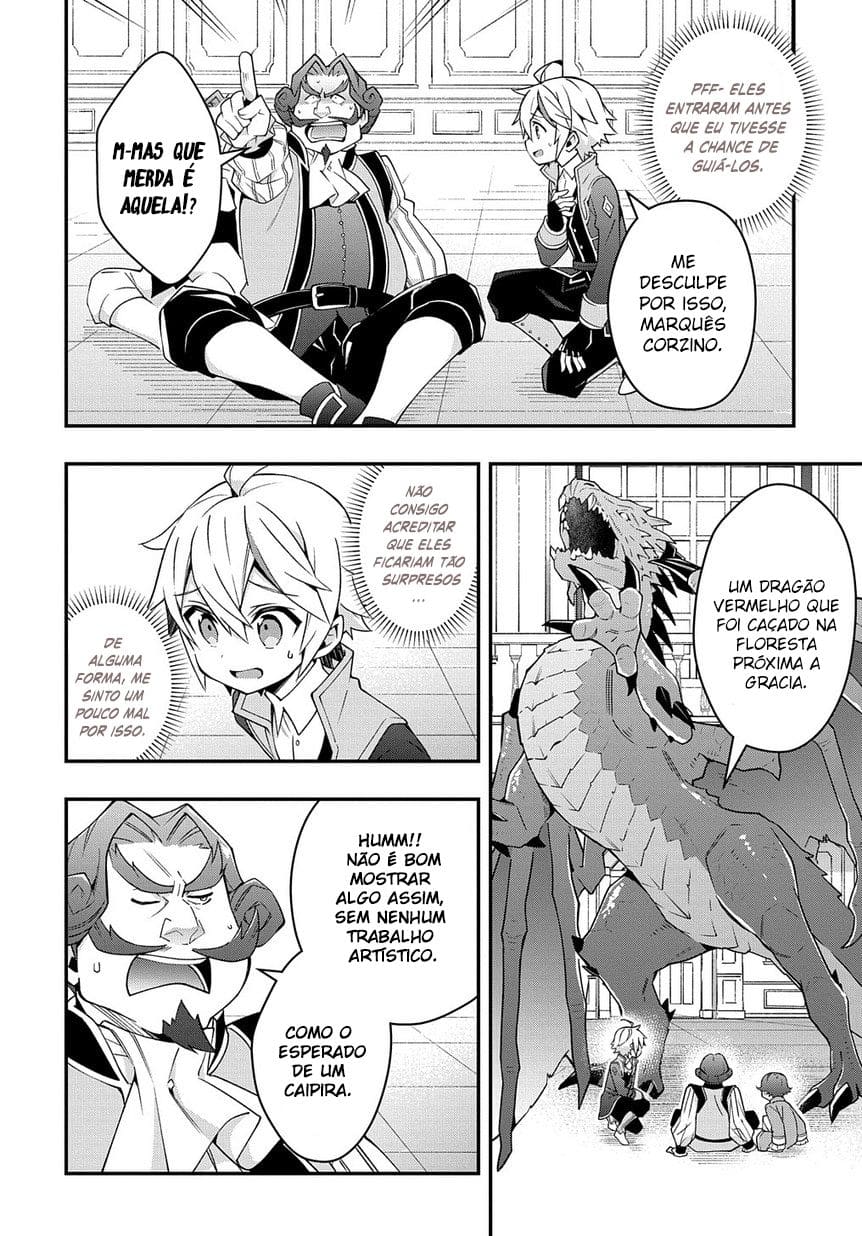 PFF- ELES
ENTRARAM ANTES
QUE EU TIVESSE
A CHANCE DE
GUIÁ-LOS.
M-MAS QUE
MERDA É
AQUELA!?
ME
DESCULPE
POR ISSO,
MARQUÊS
CORZINO.
UM DRAGÃO
VERMELHO QUE
FOI CAÇADO NA
FLORESTA
PRÓXIMA A
GRACIA.
NÃO
CONSIGO
ACREDITAR
QUE ELES
FICARIAM TÃO
SURPRESOS
...
DE
ALGUMA
FORMA, ME
SINTO UM
POUCO MAL
POR ISSO.
HUMM!!
NÃO É BOM
MOSTRAR
ALGO ASSIM,
SEM NENHUM
TRABALHO
ARTÍSTICO.
COMO O
ESPERADO
DE UM
CAIPIRA.